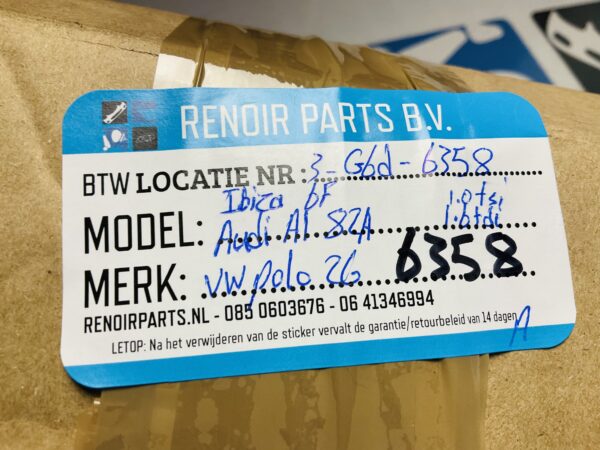 RENOIR PARTS B.V.
BTW LOCATIE NR : 3-G6d-6358
Ibiza 6F 1.0tsi
MODEL: Audi A1 82A 1.6tdi
MERK: VW polo 2G 6358
RENOIRPARTS.NL - 085 0603676 - 06 41346994
LETOP: Na het verwijderen van de sticker vervalt de garantie/retourbeleid van 14 dagen